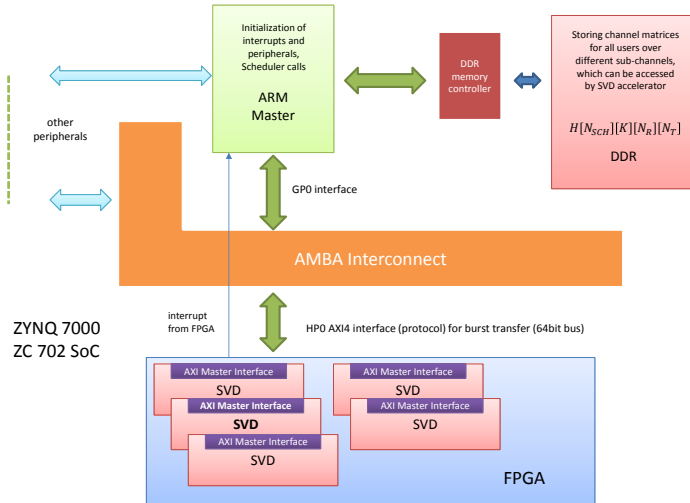 Initialization of
interrupts and
peripherals,
Scheduler calls
ARM
Master
DDR
memory
controller
Storing channel matrices
for all users over
different sub-channels,
which can be accessed
by SVD accelerator
H[N_{SCH}][K][N_R][N_T]
DDR
other
peripherals
GP0 interface
AMBA Interconnect
interrupt
from FPGA
HP0 AXI4 interface (protocol) for burst transfer (64bit bus)
ZYNQ 7000
ZC 702 SoC
AXI Master Interface
SVD
AXI Master Interface
SVD
AXI Master Interface
SVD
AXI Master Interface
SVD
AXI Master Interface
SVD
FPGA